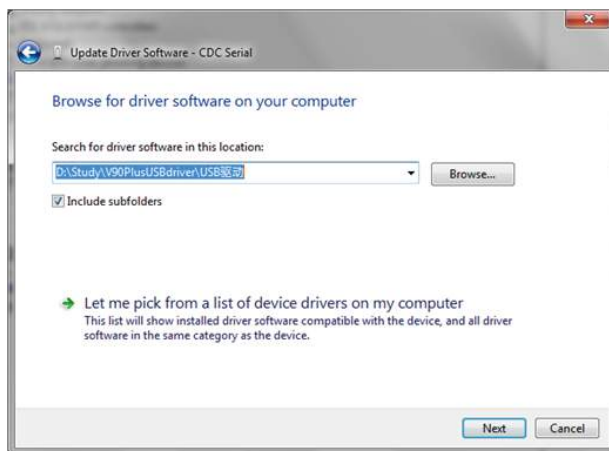 Update Driver Software - CDC Serial
Browse for driver software on your computer
Search for driver software in this location:
D:\Study\V90PlusUSBdriver\USB驱动
Browse...
Include subfolders
Let me pick from a list of device drivers on my computer
This list will show installed driver software compatible with the device, and all driver
software in the same category as the device.
Next
Cancel